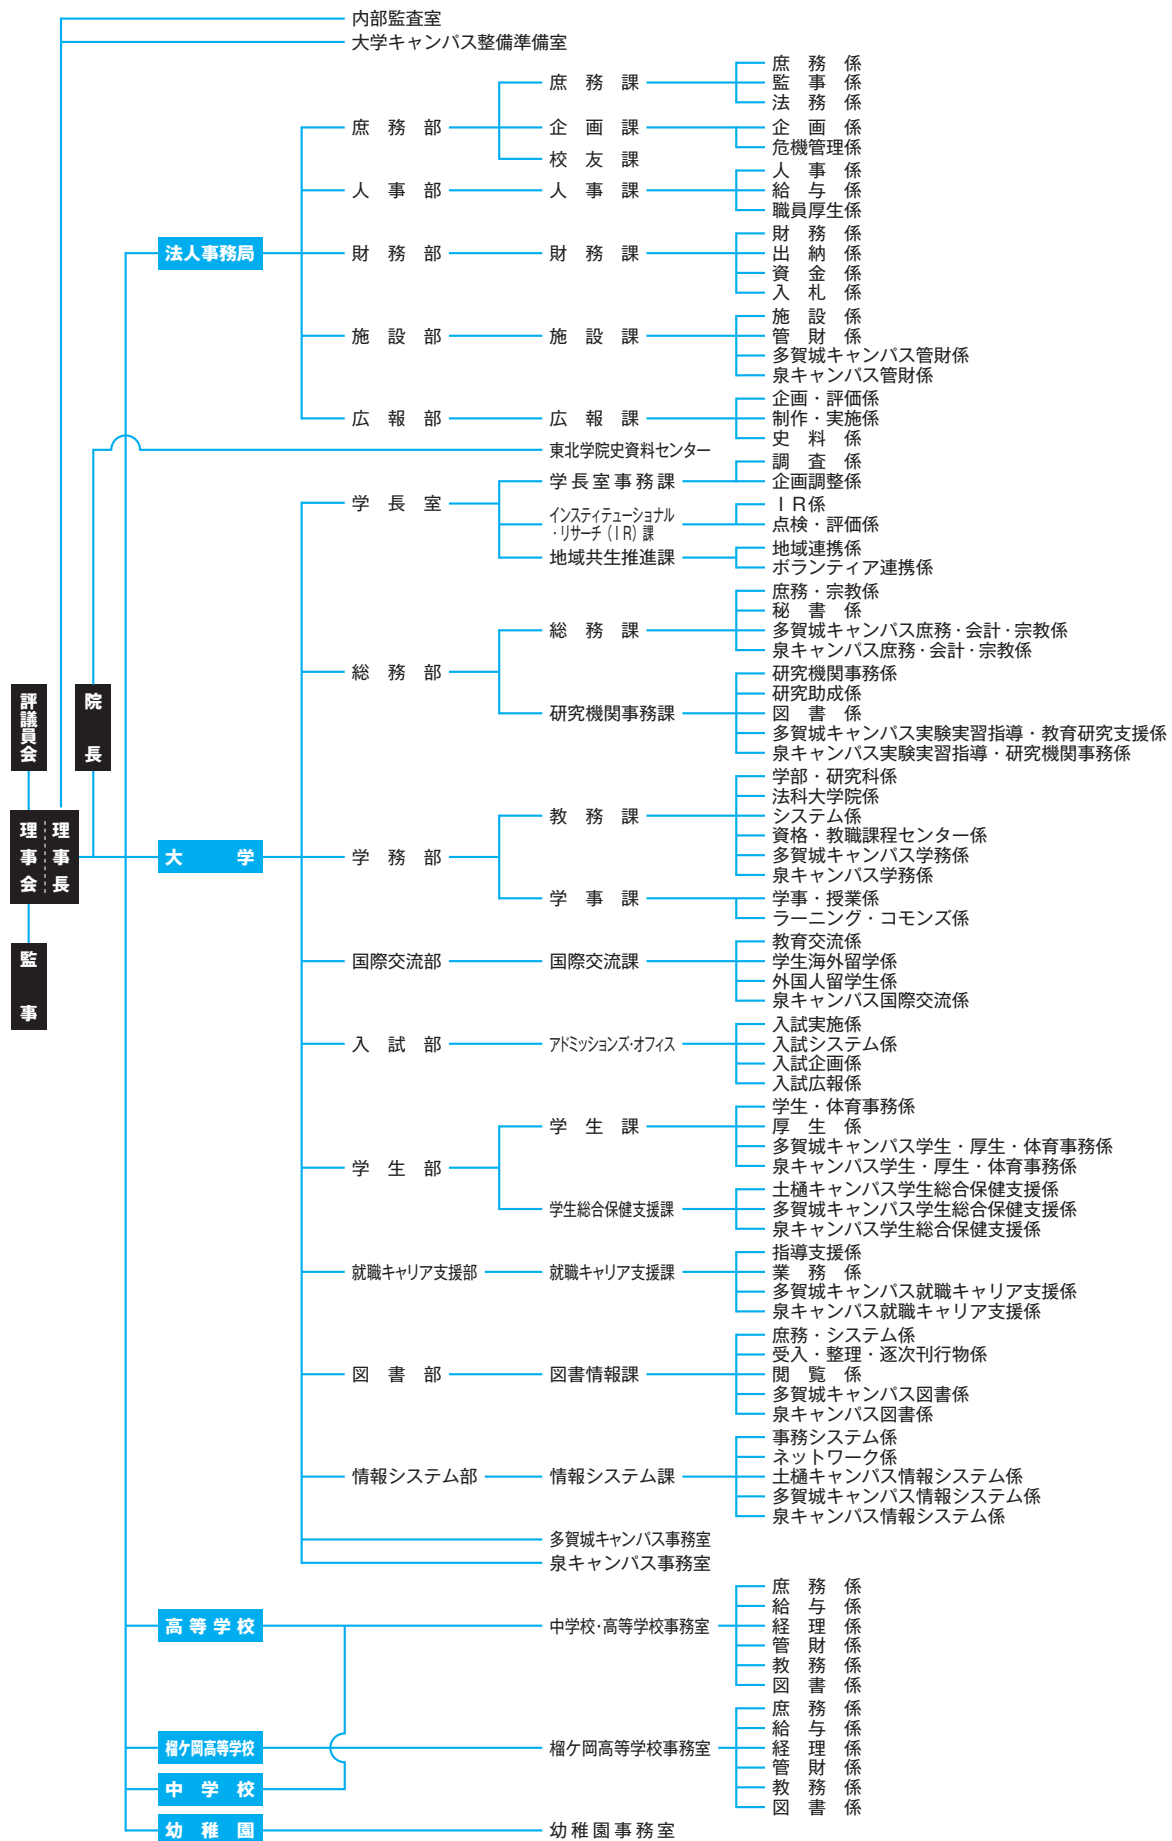 内部監査室
大学キャンパス整備準備室
法人事務局
庶務部
庶務課
庶務係
監事係
法務係
企画課
企画係
危機管理係
校友課
人事部
人事課
人事係
給与係
職員厚生係
財務部
財務課
財務係
出納係
資金係
入札係
施設部
施設課
施設係
管財係
多賀城キャンパス管財係
泉キャンパス管財係
広報部
広報課
企画・評価係
制作・実施係
史料係
東北学院史資料センター
学長室
学長室事務課
調査係
企画調整係
インスティテューショナル
・リサーチ（ＩＲ）課
ＩＲ係
点検・評価係
地域共生推進課
地域連携係
ボランティア連携係
総務部
総務課
庶務・宗教係
秘書係
多賀城キャンパス庶務・会計・宗教係
泉キャンパス庶務・会計・宗教係
研究機関事務課
研究機関事務係
研究助成係
図書係
多賀城キャンパス実験実習指導・教育研究支援係
泉キャンパス実験実習指導・研究機関事務係
評議員会
院長
理事会
理事長
監事
大学
学務部
教務課
学部・研究科係
法科大学院係
システム係
資格・教職課程センター係
多賀城キャンパス学務係
泉キャンパス学務係
学事課
学事・授業係
ラーニング・コモンズ係
国際交流部
国際交流課
教育交流係
学生海外留学係
外国人留学生係
泉キャンパス国際交流係
入試部
アドミッションズ・オフィス
入試実施係
入試システム係
入試企画係
入試広報係
学生部
学生課
学生・体育事務係
厚生係
多賀城キャンパス学生・厚生・体育事務係
泉キャンパス学生・厚生・体育事務係
学生総合保健支援課
土樋キャンパス学生総合保健支援係
多賀城キャンパス学生総合保健支援係
泉キャンパス学生総合保健支援係
就職キャリア支援部
就職キャリア支援課
指導支援係
業務係
多賀城キャンパス就職キャリア支援係
泉キャンパス就職キャリア支援係
図書部
図書情報課
庶務・システム係
受入・整理・逐次刊行物係
閲覧係
多賀城キャンパス図書係
泉キャンパス図書係
情報システム部
情報システム課
事務システム係
ネットワーク係
土樋キャンパス情報システム係
多賀城キャンパス情報システム係
泉キャンパス情報システム係
多賀城キャンパス事務室
泉キャンパス事務室
高等学校
中学校・高等学校事務室
庶務係
給与係
経理係
管財係
教務係
図書係
榴ケ岡高等学校
榴ケ岡高等学校事務室
庶務係
給与係
経理係
管財係
教務係
図書係
中学校
幼稚園
幼稚園事務室